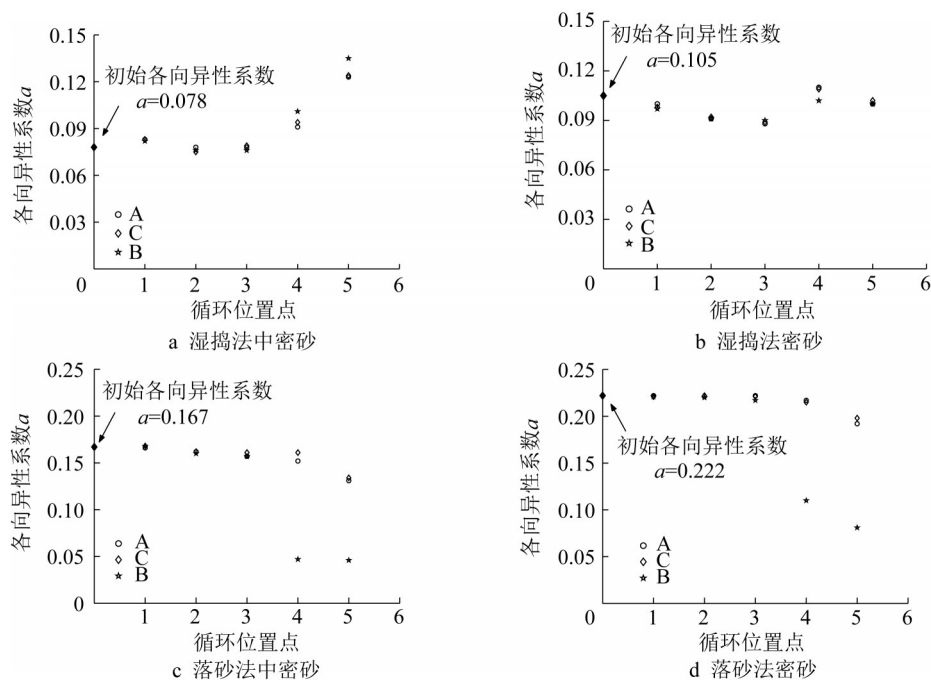 0.15
0.12
0.09
0.06
0.03
0
1 2 3 4 5 6
各向异性系数a
初始各向异性系数
a=0.078
A
C
B
循环位置点
a 湿捣法中密砂
0.15
0.12
0.09
0.06
0.03
0
0 1 2 3 4 5 6
各向异性系数a
初始各向异性系数
a=0.105
A
C
B
循环位置点
b 湿捣法密砂
0.25
0.20
0.15
0.10
0.05
0
1 2 3 4 5 6
各向异性系数a
初始各向异性系数
a=0.167
A
C
B
循环位置点
c 落砂法中密砂
0.25
0.20
0.15
0.10
0.05
0 1 2 3 4 5 6
各向异性系数a
初始各向异性系数
a=0.222
A
C
B
循环位置点
d 落砂法密砂